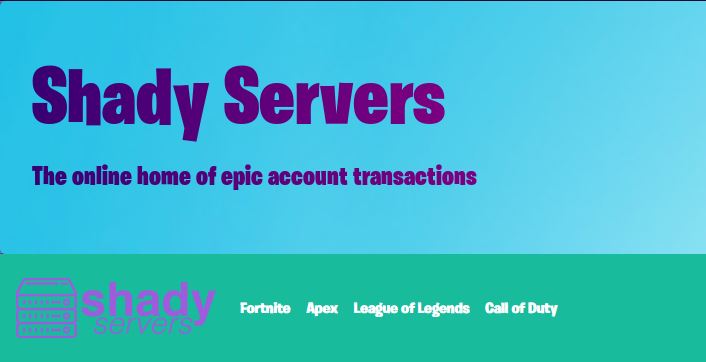 Shady Servers
The online home of epic account transactions
shady
servers
Fortnite Apex League of Legends Call of Duty